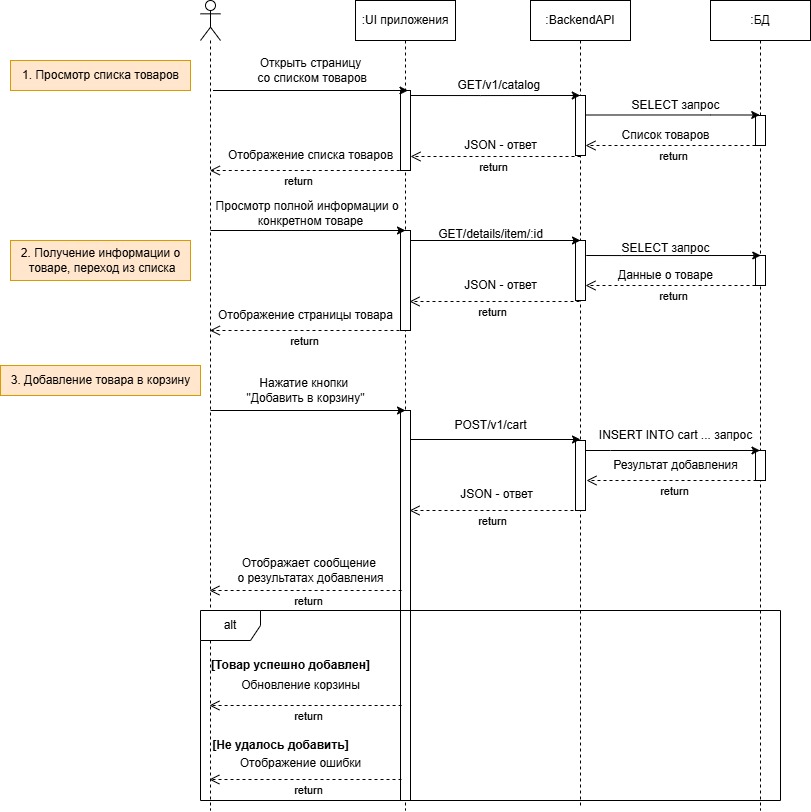 :UI приложения
:BackendAPI
:БД
1. Просмотр списка товаров
Открыть страницу
со списком товаров
GET/v1/catalog
SELECT запрос
Список товаров
return
JSON - ответ
return
Отображение списка товаров
return
Просмотр полной информации о
конкретном товаре
2. Получение информации о
товаре, переход из списка
GET/details/item/:id
SELECT запрос
Данные о товаре
return
JSON - ответ
return
Отображение страницы товара
return
3. Добавление товара в корзину
Нажатие кнопки
"Добавить в корзину"
POST/v1/cart
INSERT INTO cart ... запрос
Результат добавления
return
JSON - ответ
return
Отображает сообщение
о результатах добавления
return
alt
[Товар успешно добавлен]
Обновление корзины
return
[Не удалось добавить]
Отображение ошибки
return